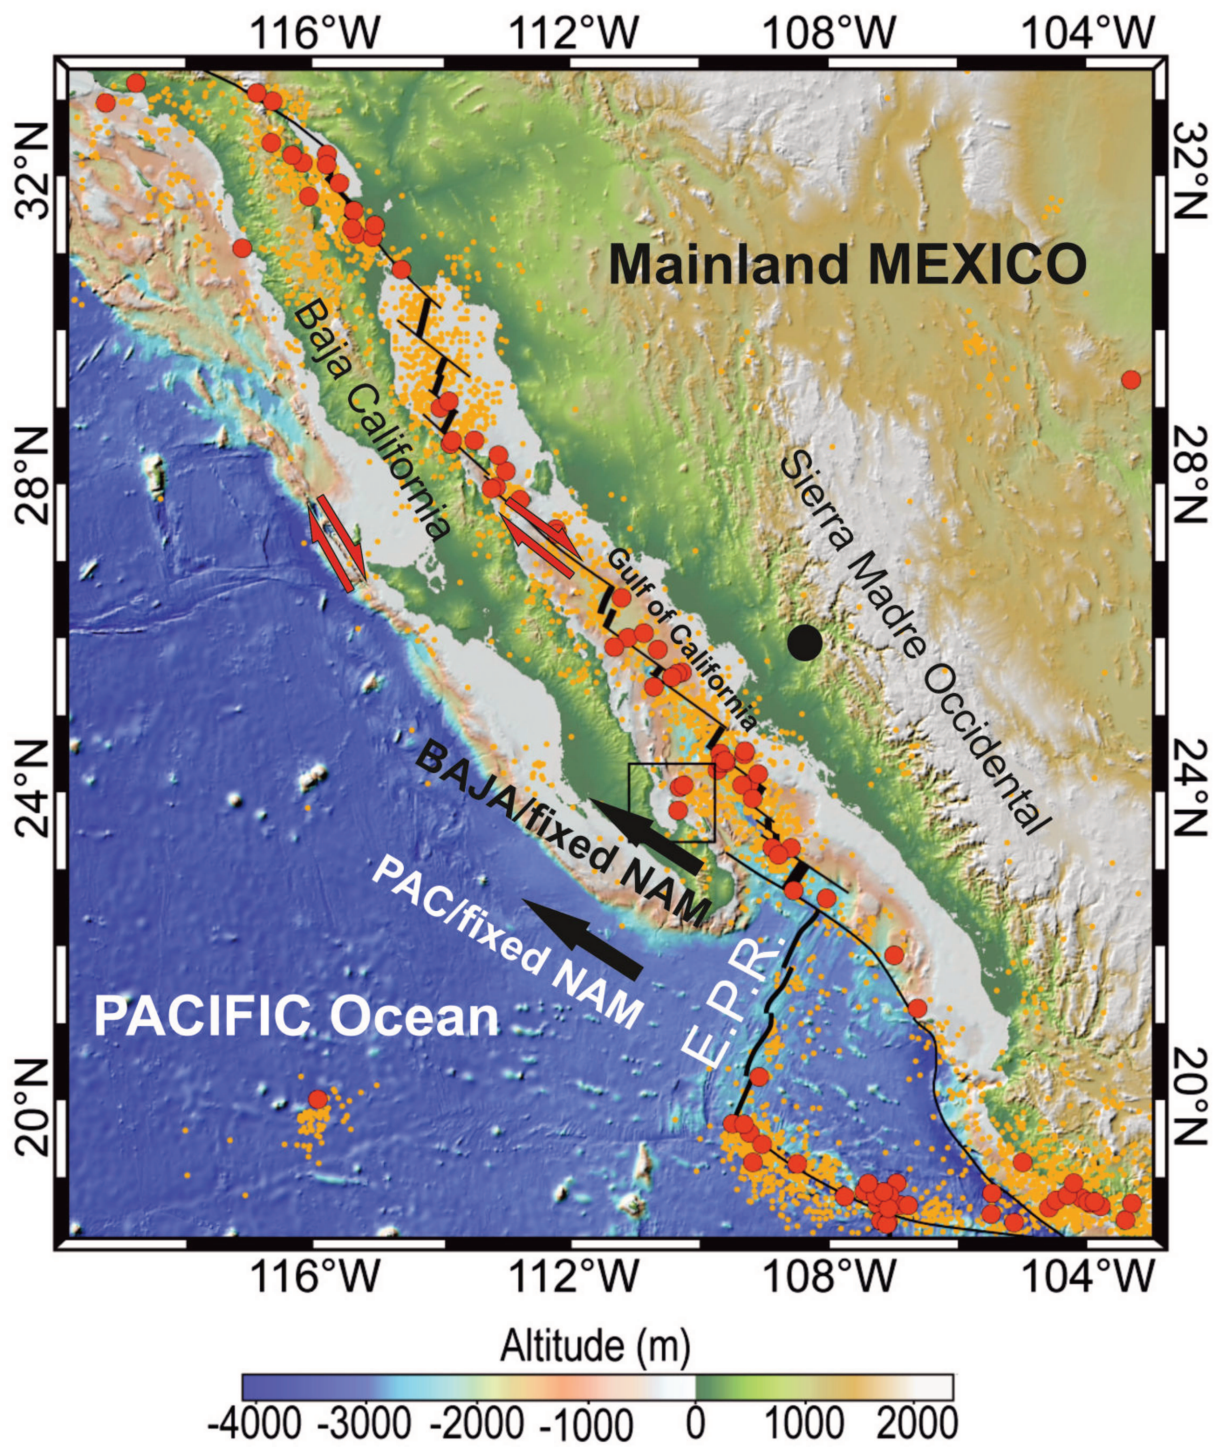 116°W 112°W 108°W 104°W
32°N
32°N
Mainland MEXICO
Baja California
28°N
28°N
Sierra Madre Occidental
Gulf of California
24°N
24°N
BAJA/fixed NAM
PAC/fixed NAM
E.P.R.
PACIFIC Ocean
20°N
20°N
116°W 112°W 108°W 104°W
Altitude (m)
-4000 -3000 -2000 -1000 0 1000 2000